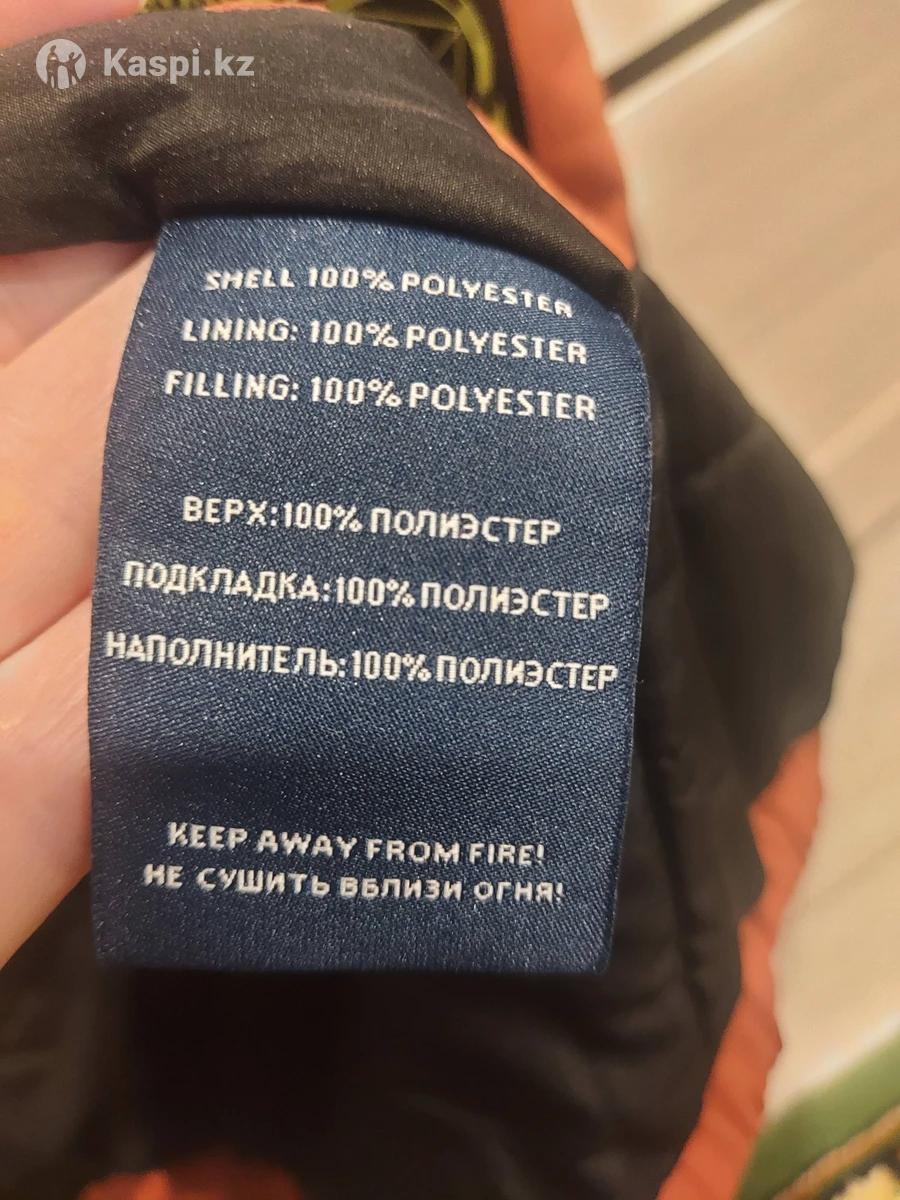 Kaspi.kz
SHELL 100% POLYESTER
LINING: 100% POLYESTER
FILLING: 100% POLYESTER
ВЕРХ:100% ПОЛИЭСТЕР
ПОДКЛАДКА:100% ПОЛИЭСТЕР
НАПОЛНИТЕЛЬ:100% ПОЛИЭСТЕР
KEEP AWAY FROM FIRE!
НЕ СУШИТЬ ВБЛИЗИ ОГНЯ!